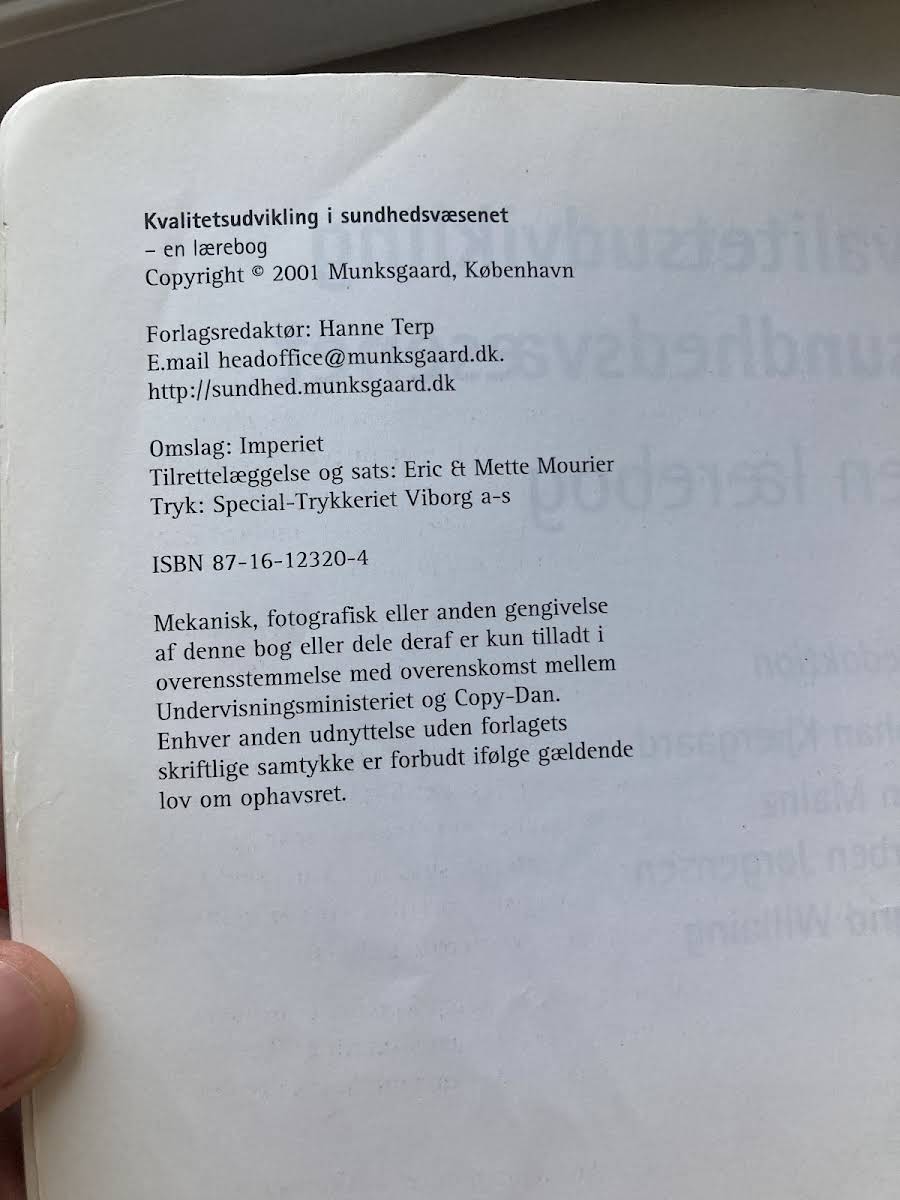 Kvalitetsudvikling i sundhedsvæsenet
– en lærebog
Copyright © 2001 Munksgaard, København
Forlagsredaktør: Hanne Terp
E.mail headoffice@munksgaard.dk.
http://sundhed.munksgaard.dk
Omslag: Imperiet
Tilrettelæggelse og sats: Eric & Mette Mourier
Tryk: Special-Trykkeriet Viborg a-s
ISBN 87-16-12320-4
Mekanisk, fotografisk eller anden gengivelse
af denne bog eller dele deraf er kun tilladt i
overensstemmelse med overenskomst mellem
Undervisningsministeriet og Copy-Dan.
Enhver anden udnyttelse uden forlagets
skriftlige samtykke er forbudt ifølge gældende
lov om ophavsret.